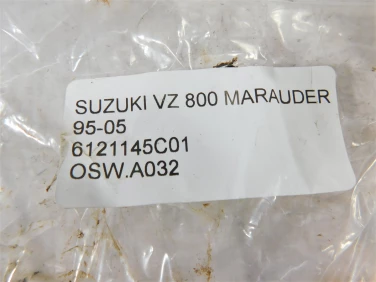 SUZUKI VZ 800 MARAUDER
95-05
6121145C01
OSW.A032